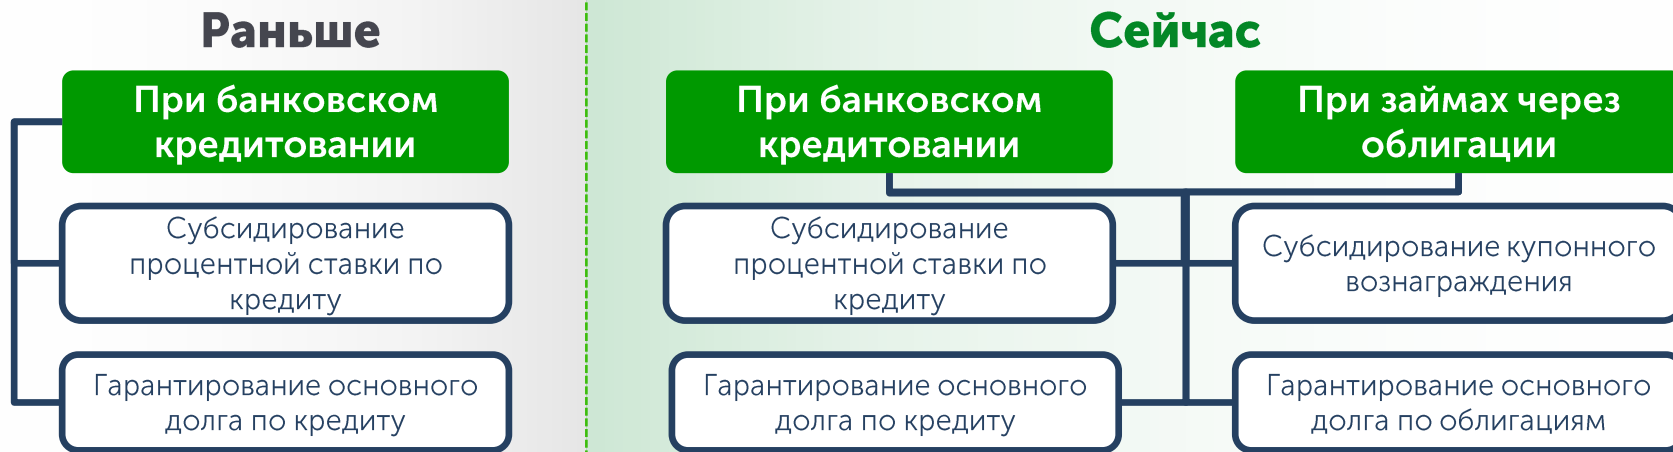 Раньше
При банковском
кредитовании
Субсидирование
процентной ставки по
кредиту
Гарантирование основного
долга по кредиту
Сейчас
При банковском
кредитовании
Субсидирование
процентной ставки по
кредиту
Гарантирование основного
долга по кредиту
При займах через
облигации
Субсидирование купонного
вознаграждения
Гарантирование основного
долга по облигациям